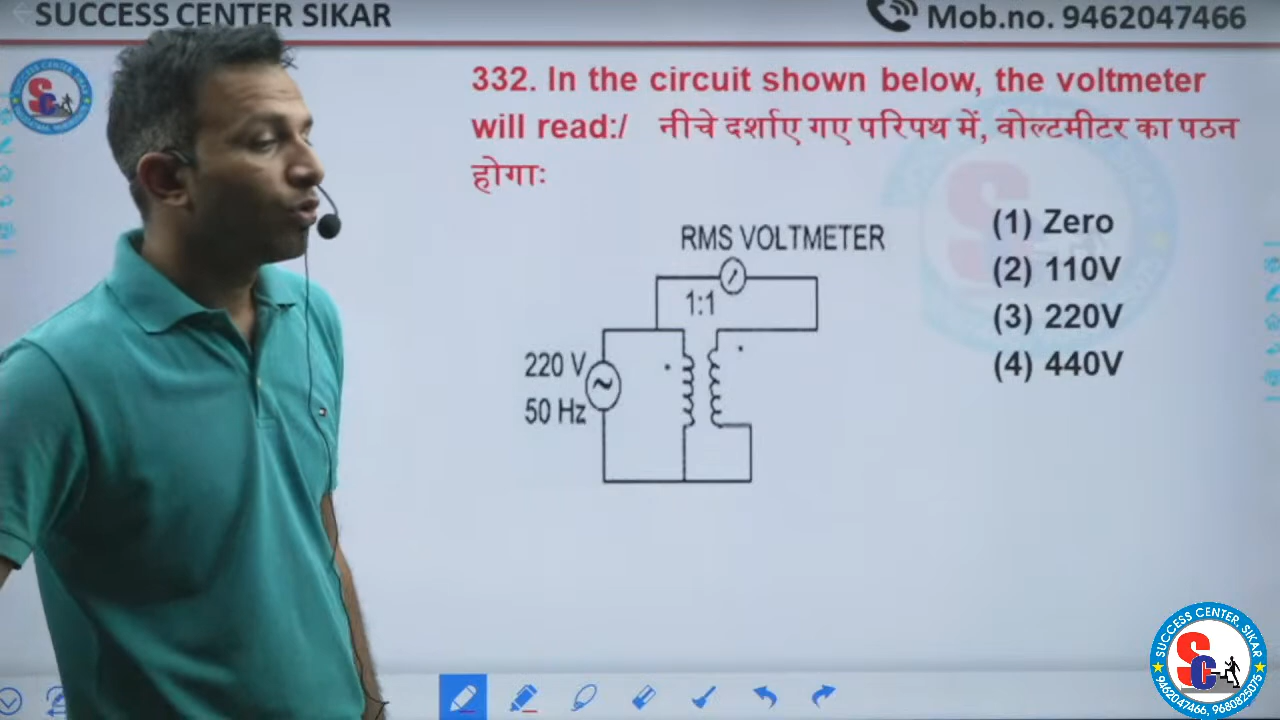 SUCCESS CENTER SIKAR
Mob.no. 9462047466
332. In the circuit shown below, the voltmeter
will read:/ नीचे दर्शाए गए परिपथ में, वोल्टमीटर का पठन
होगाः
RMS VOLTMETER
1:1
220 V
50 Hz
(1) Zero
(2) 110V
(3) 220V
(4) 440V
SUCCESS CENTER, SIKAR
SC
9462047466, 9680825075